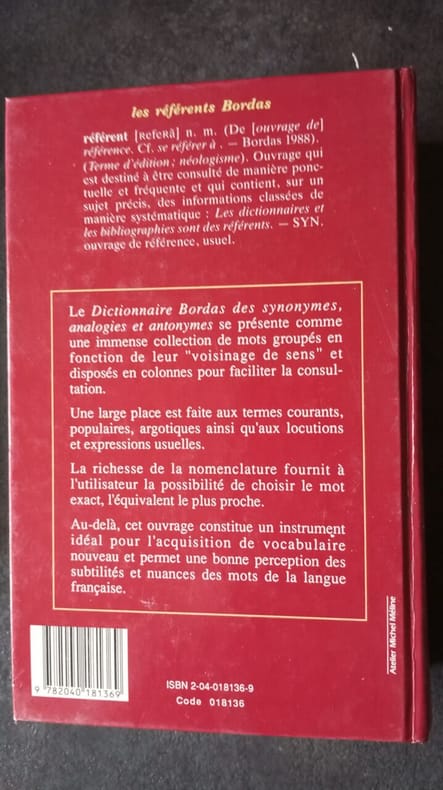 les référents Bordas
référent [ʀefeʀɑ̃] n. m. (De [ouvrage de]
référence. Cf. se référer à . — Bordas 1988).
(Terme d'édition ; néologisme). Ouvrage qui
est destiné à être consulté de manière ponc-
tuelle et fréquente et qui contient, sur un
sujet précis, des informations classées de
manière systématique : Les dictionnaires et
les bibliographies sont des référents. — SYN.
ouvrage de référence, usuel.
Le Dictionnaire Bordas des synonymes,
analogies et antonymes se présente comme
une immense collection de mots groupés en
fonction de leur "voisinage de sens" et
disposés en colonnes pour faciliter la consul-
tation.
Une large place est faite aux termes courants,
populaires, argotiques ainsi qu'aux locutions
et expressions usuelles.
La richesse de la nomenclature fournit à
l'utilisateur la possibilité de choisir le mot
exact, l'équivalent le plus proche.
Au-delà, cet ouvrage constitue un instrument
idéal pour l'acquisition de vocabulaire
nouveau et permet une bonne perception des
subtilités et nuances des mots de la langue
française.
Atelier Michel Méline
9 782040 181369
ISBN 2-04-018136-9
Code 018136